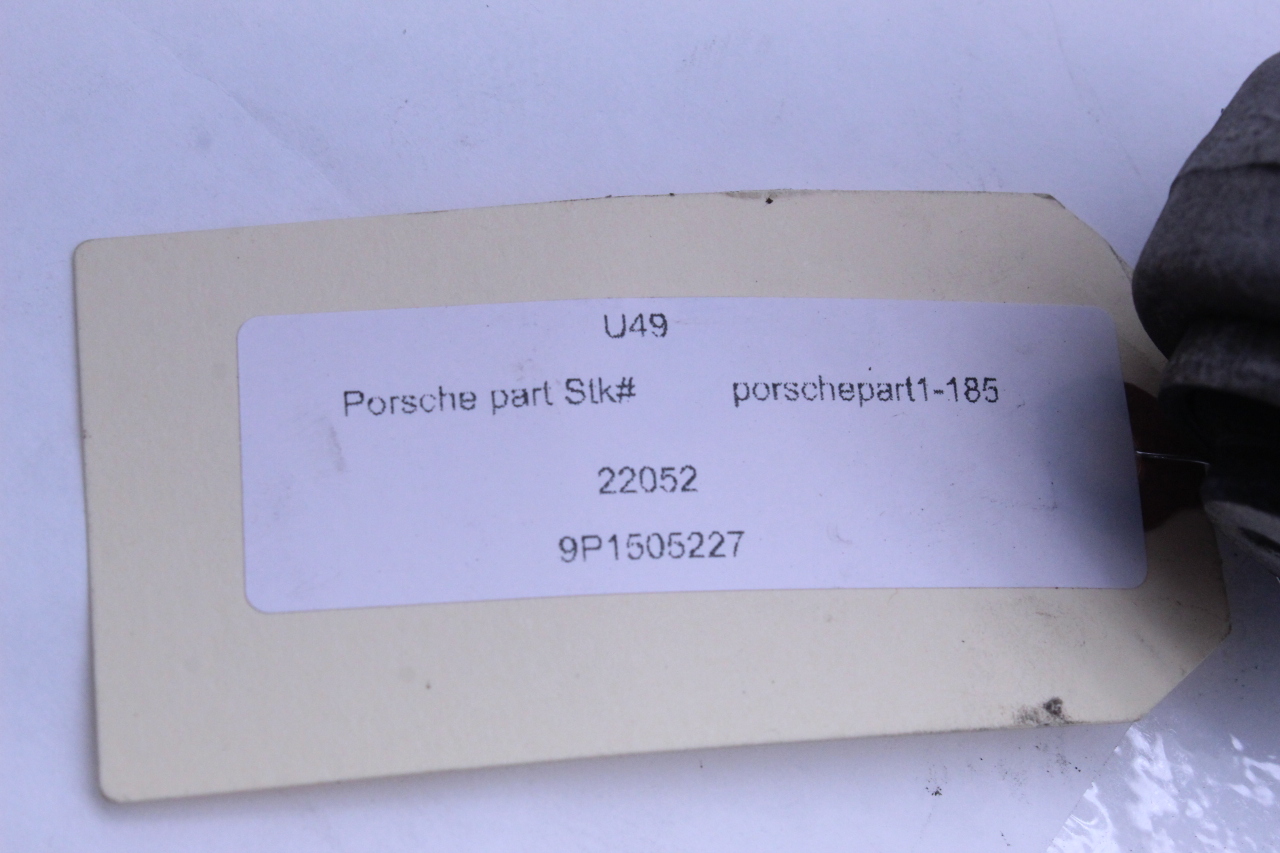 U49
Porsche part Stk# porschepart1-185
22052
9P1505227